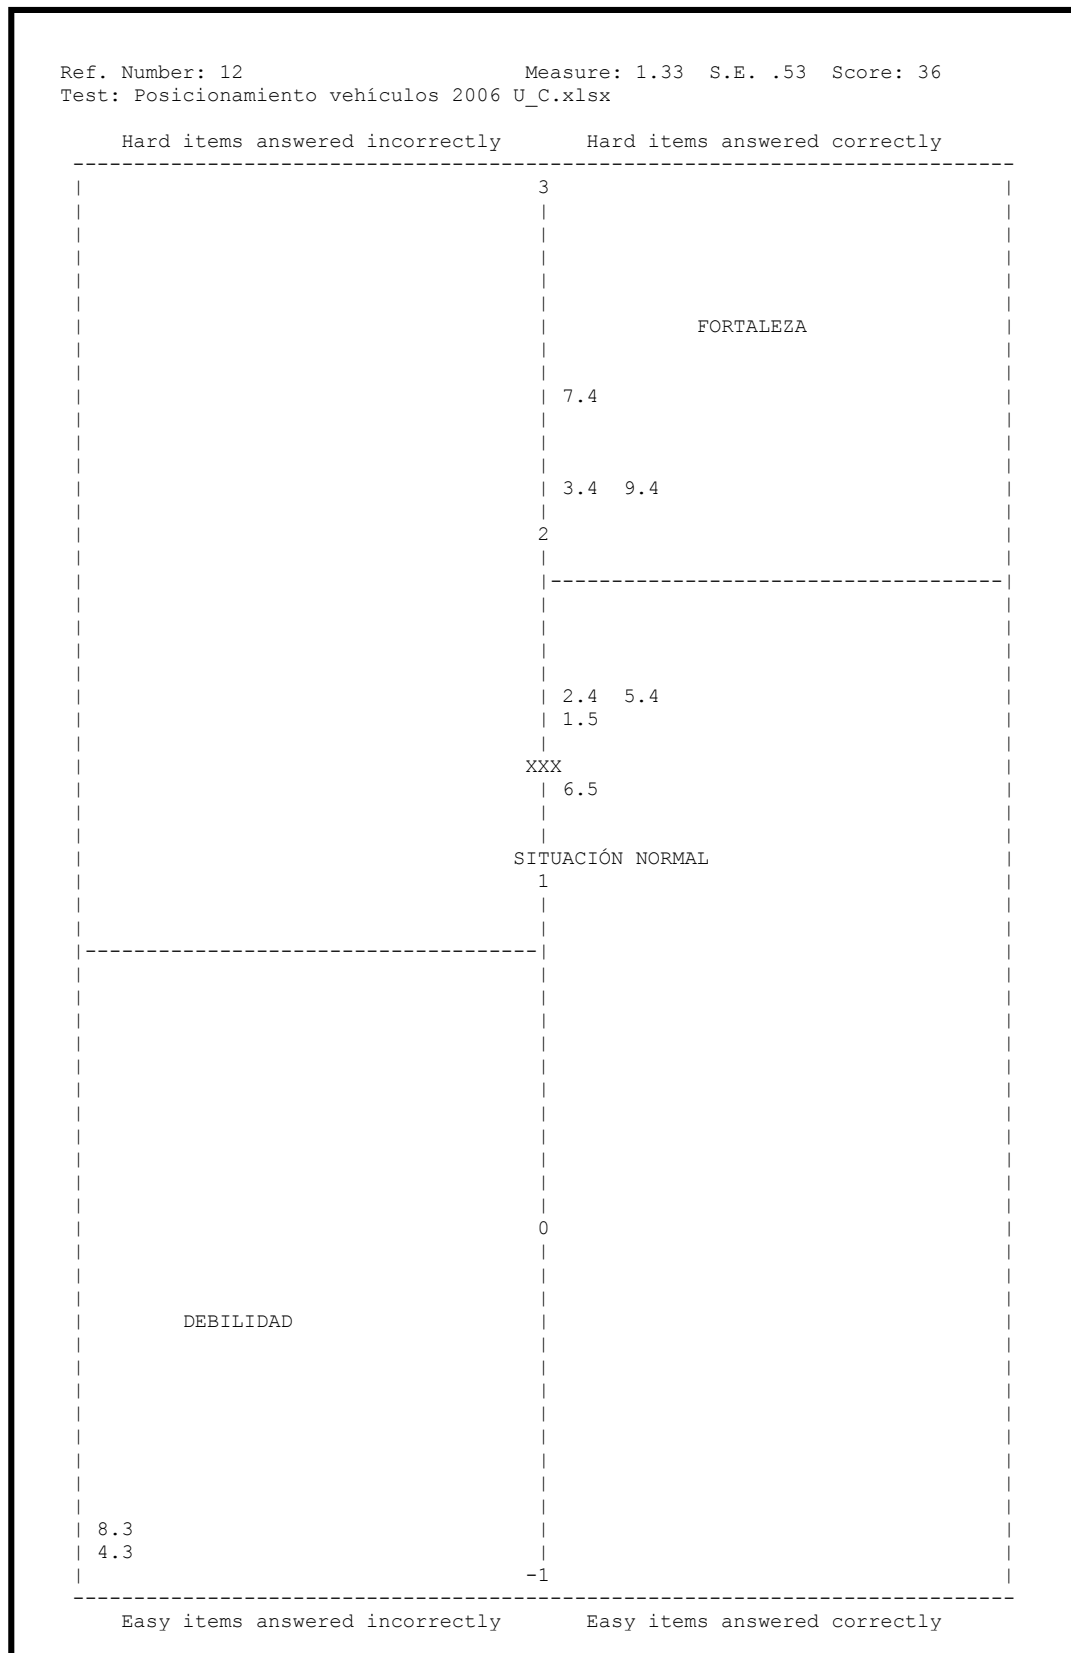 Ref. Number: 12 Measure: 1.33 S.E. .53 Score: 36
Test: Posicionamiento vehículos 2006 U_C.xlsx
Hard items answered incorrectly Hard items answered correctly
3
FORTALEZA
7.4
3.4 9.4
2
2.4 5.4
1.5
XXX
6.5
SITUACIÓN NORMAL
1
0
DEBILIDAD
8.3
4.3
-1
Easy items answered incorrectly Easy items answered correctly